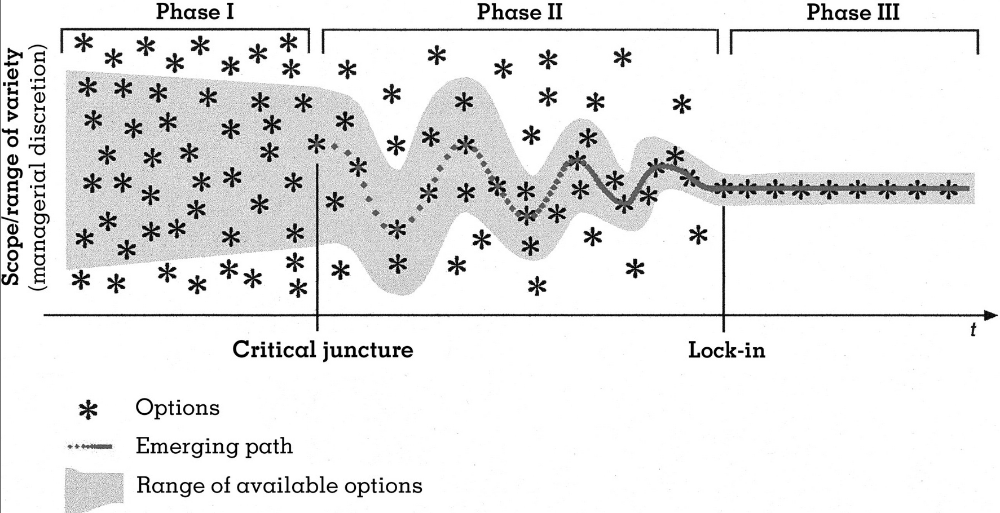 Phase I
Phase II
Phase III
Scope/range of variety
(managerial discretion)
t
Critical juncture
Lock-in
Options
Emerging path
Range of available options